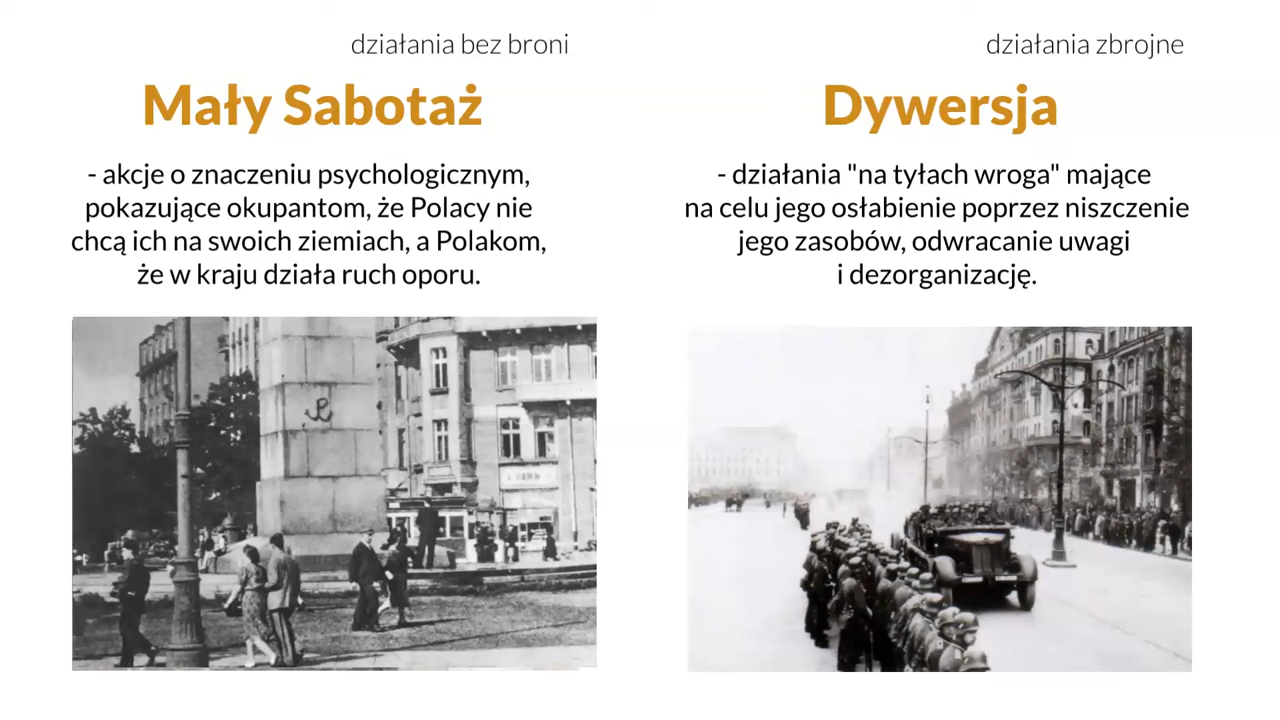 działania bez broni
Mały Sabotaż
- akcje o znaczeniu psychologicznym,
pokazujące okupantom, że Polacy nie
chcą ich na swoich ziemiach, a Polakom,
że w kraju działa ruch oporu.
działania zbrojne
Dywersja
- działania "na tyłach wroga" mające
na celu jego osłabienie poprzez niszczenie
jego zasobów, odwracanie uwagi
i dezorganizację.